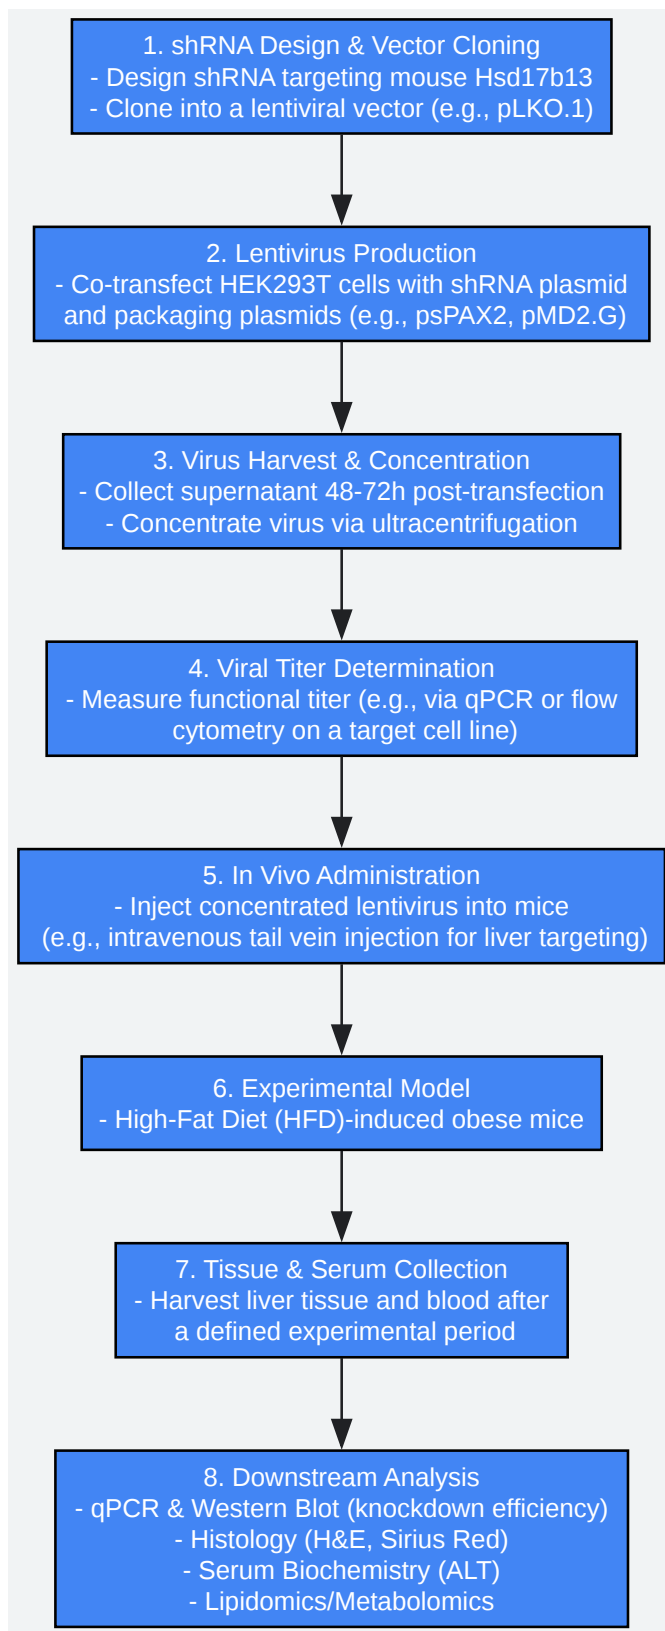 1. shRNA Design & Vector Cloning
- Design shRNA targeting mouse Hsd17b13
- Clone into a lentiviral vector (e.g., pLKO.1)
2. Lentivirus Production
- Co-transfect HEK293T cells with shRNA plasmid
and packaging plasmids (e.g., psPAX2, pMD2.G)
3. Virus Harvest & Concentration
- Collect supernatant 48-72h post-transfection
- Concentrate virus via ultracentrifugation
4. Viral Titer Determination
- Measure functional titer (e.g., via qPCR or flow
cytometry on a target cell line)
5. In Vivo Administration
- Inject concentrated lentivirus into mice
(e.g., intravenous tail vein injection for liver targeting)
6. Experimental Model
- High-Fat Diet (HFD)-induced obese mice
7. Tissue & Serum Collection
- Harvest liver tissue and blood after
a defined experimental period
8. Downstream Analysis
- qPCR & Western Blot (knockdown efficiency)
- Histology (H&E, Sirius Red)
- Serum Biochemistry (ALT)
- Lipidomics/Metabolomics